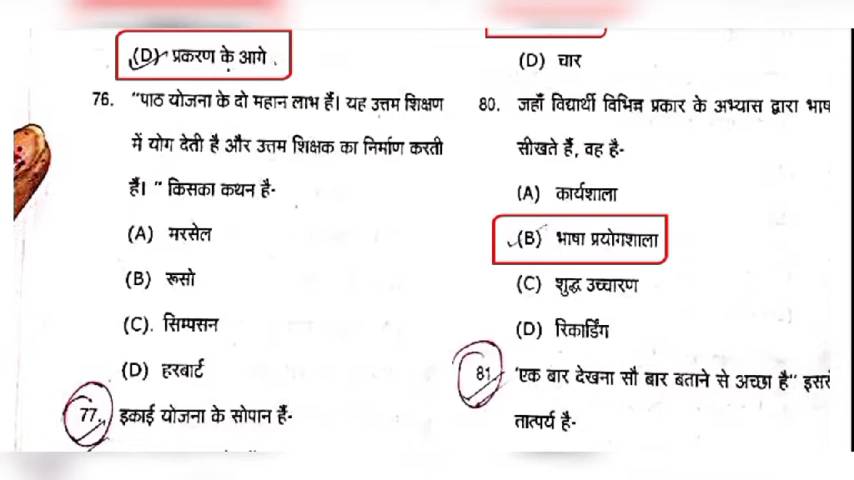 (D) प्रकरण के आगे
76. "पाठ योजना के दो महान लाभ हैं। यह उत्तम शिक्षण
में योग देती है और उत्तम शिक्षक का निर्माण करती
हैं। " किसका कथन है-
(A) मरसेल
(B) रूसो
(C). सिम्पसन
(D) हरबार्ट
77. इकाई योजना के सोपान हैं-
(D) चार
80. जहाँ विद्यार्थी विभिन्न प्रकार के अभ्यास द्वारा
सीखते हैं, वह है-
(A) कार्यशाला
(B) भाषा प्रयोगशाला
(C) शुद्ध उच्चारण
(D) रिकार्डिंग
81 'एक बार देखना सौ बार बताने से अच्छा है"
तात्पर्य है-